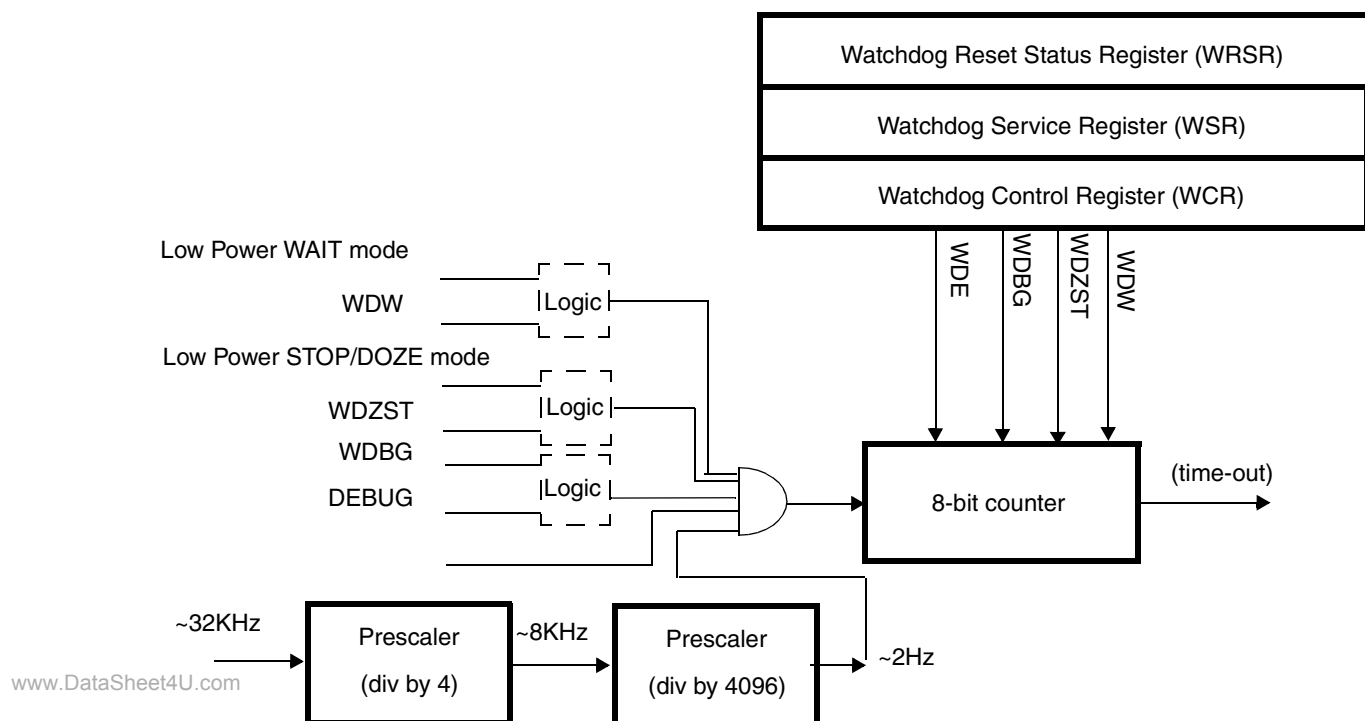 Watchdog Reset Status Register (WRSR)
Watchdog Service Register (WSR)
Watchdog Control Register (WCR)
WDE
WDBG
WDZST
WDW
Low Power WAIT mode
WDW
Logic
Low Power STOP/DOZE mode
WDZST
Logic
WDBG
DEBUG
Logic
8-bit counter
(time-out)
~32KHz
Prescaler
(div by 4)
~8KHz
Prescaler
(div by 4096)
~2Hz
www.DataSheet4U.com